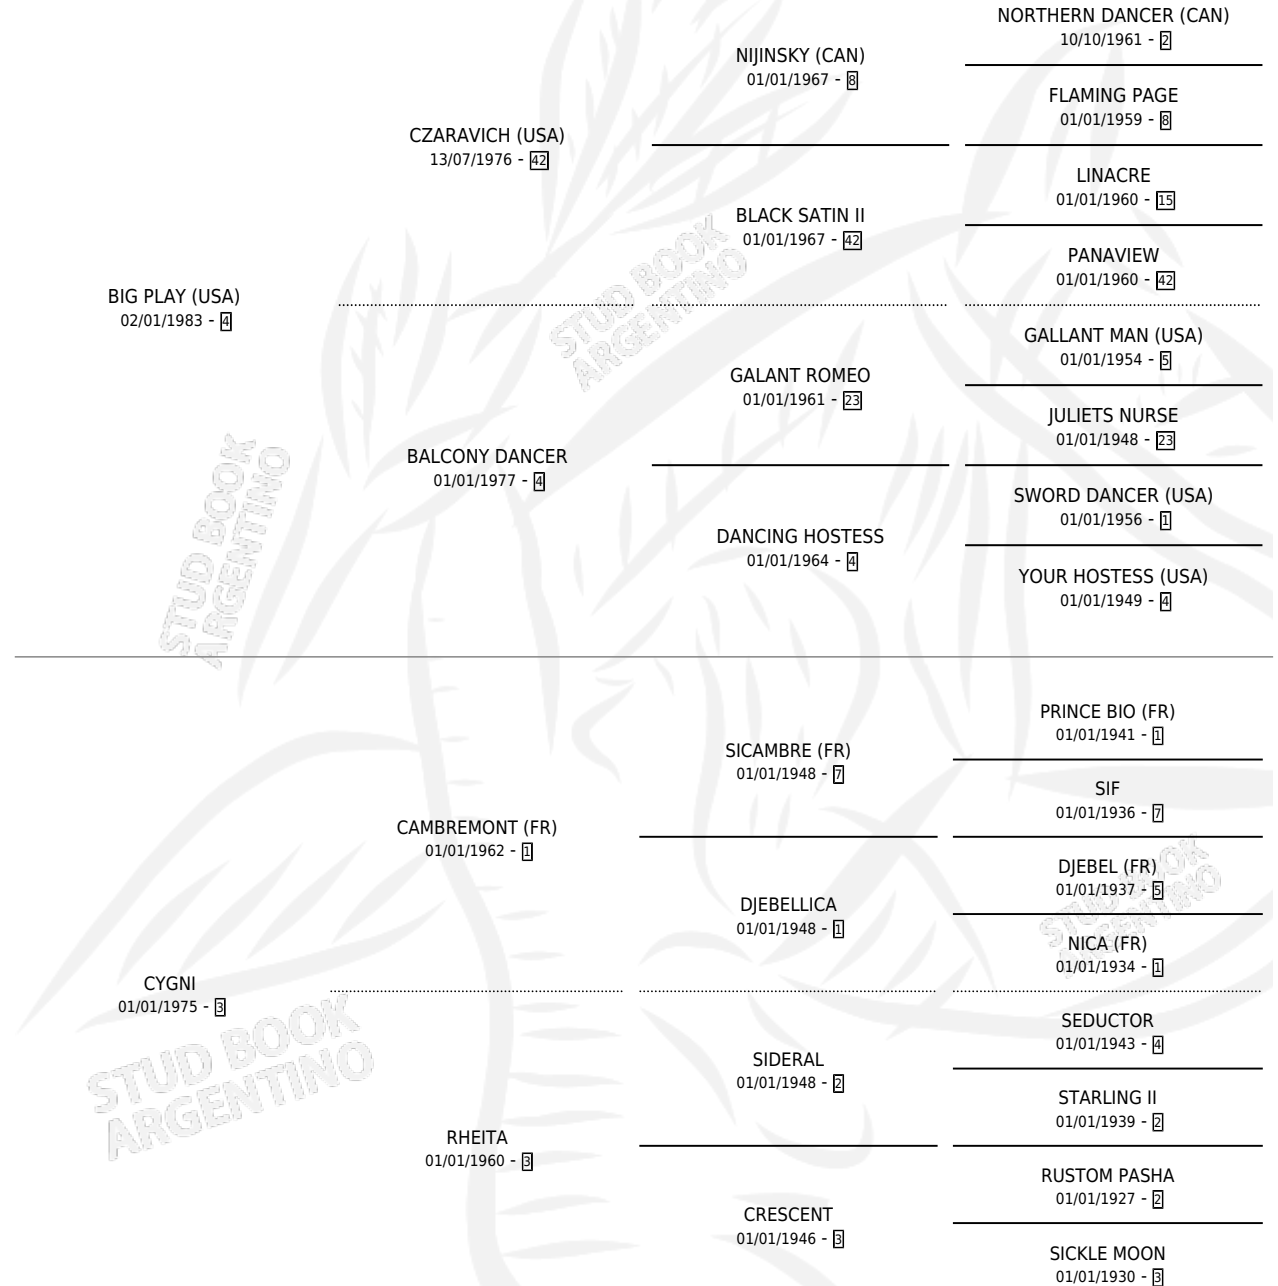 NORTHERN DANCER (CAN)
10/10/1961 - 2
NIJINSKY (CAN)
01/01/1967 - 8
FLAMING PAGE
01/01/1959 - 8
CZARAVICH (USA)
13/07/1976 - 42
LINACRE
01/01/1960 - 15
BLACK SATIN II
01/01/1967 - 42
PANAVIEW
01/01/1960 - 42
BIG PLAY (USA)
02/01/1983 - 4
STUD BOOK
ARGENTINO
GALLANT MAN (USA)
01/01/1954 - 5
GALANT ROMEO
01/01/1961 - 23
JULIETS NURSE
01/01/1948 - 23
BALCONY DANCER
01/01/1977 - 4
SWORD DANCER (USA)
01/01/1956 - 1
DANCING HOSTESS
01/01/1964 - 4
YOUR HOSTESS (USA)
01/01/1949 - 4
STUD BOOK
ARGENTINO
PRINCE BIO (FR)
01/01/1941 - 1
SICAMBRE (FR)
01/01/1948 - 7
SIF
01/01/1936 - 7
CAMBREMONT (FR)
01/01/1962 - 1
DJEBEL (FR)
01/01/1937 - 5
STUD BOOK
ARGENTINO
DJEBELLICA
01/01/1948 - 1
NICA (FR)
01/01/1934 - 1
CYGNI
01/01/1975 - 3
SEDUCTOR
01/01/1943 - 4
STUD BOOK
ARGENTINO
SIDERAL
01/01/1948 - 2
STARLING II
01/01/1939 - 2
RHEITA
01/01/1960 - 3
RUSTOM PASHA
01/01/1927 - 2
CRESCENT
01/01/1946 - 3
SICKLE MOON
01/01/1930 - 3